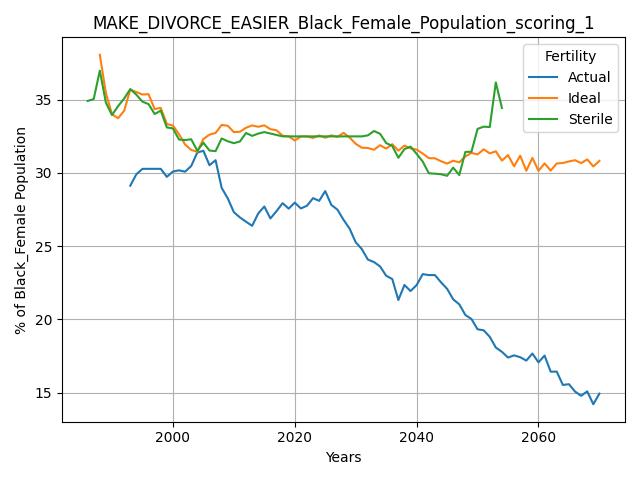 MAKE_DIVORCE_EASIER_Black_Female_Population_scoring_1
Fertility
Actual
Ideal
Sterile
% of Black_Female Population
35
30
25
20
15
2000 2020 2040 2060
Years